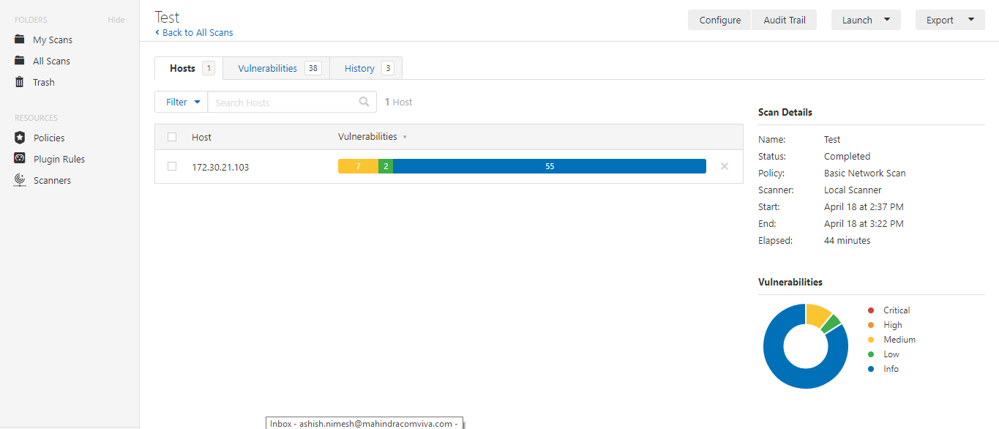 FOLDERS Hide
My Scans
All Scans
Trash
RESOURCES
Policies
Plugin Rules
Scanners
Test
Back to All Scans
Configure Audit Trail Launch Export
Hosts 1 Vulnerabilities 38 History 3
Filter Search Hosts 1 Host
Host Vulnerabilities
172.30.21.103 7 2 55
Scan Details
Name: Test
Status: Completed
Policy: Basic Network Scan
Scanner: Local Scanner
Start: April 18 at 2:37 PM
End: April 18 at 3:22 PM
Elapsed: 44 minutes
Vulnerabilities
Critical
High
Medium
Low
Info
Inbox - ashish.nimesh@mahindracomviva.com -